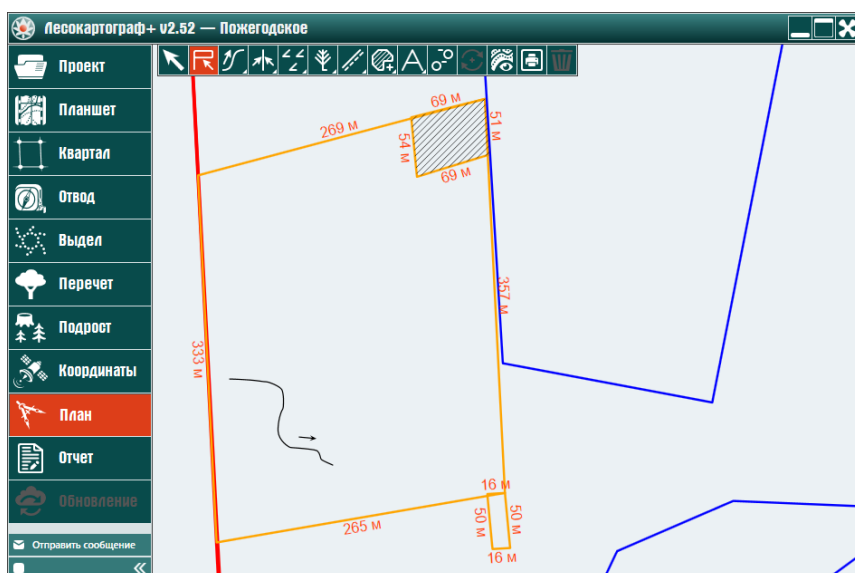 Лесокартограф+ v2.52 — Пожегодское
Проект
Планшет
Квартал
Отвод
Выдел
Перечет
Подрост
Координаты
План
Отчет
Обновление
Отправить сообщение
69 м
269 м
51 м
54 м
69 м
357 м
333 м
16 м
50 м
50 м
265 м
16 м